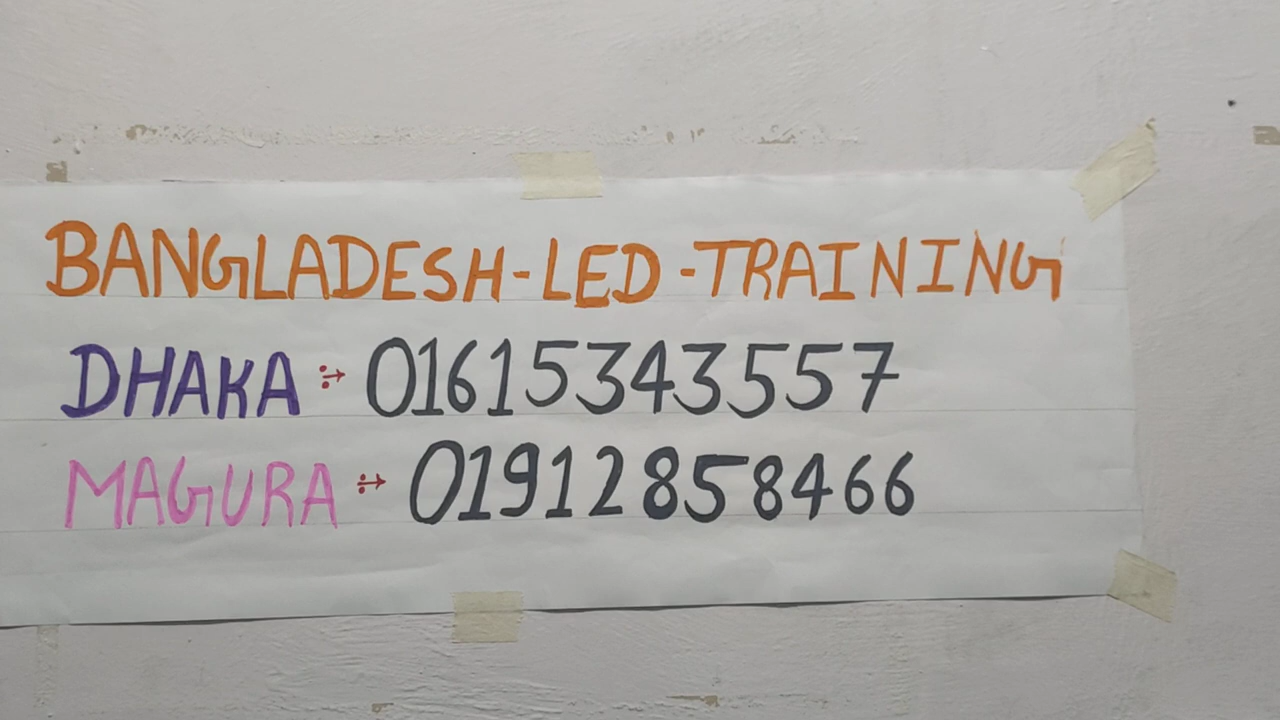 BANGLADESH-LED-TRAINING
DHAKA ፦> 01615343557
MAGURA ፦> 01912858466